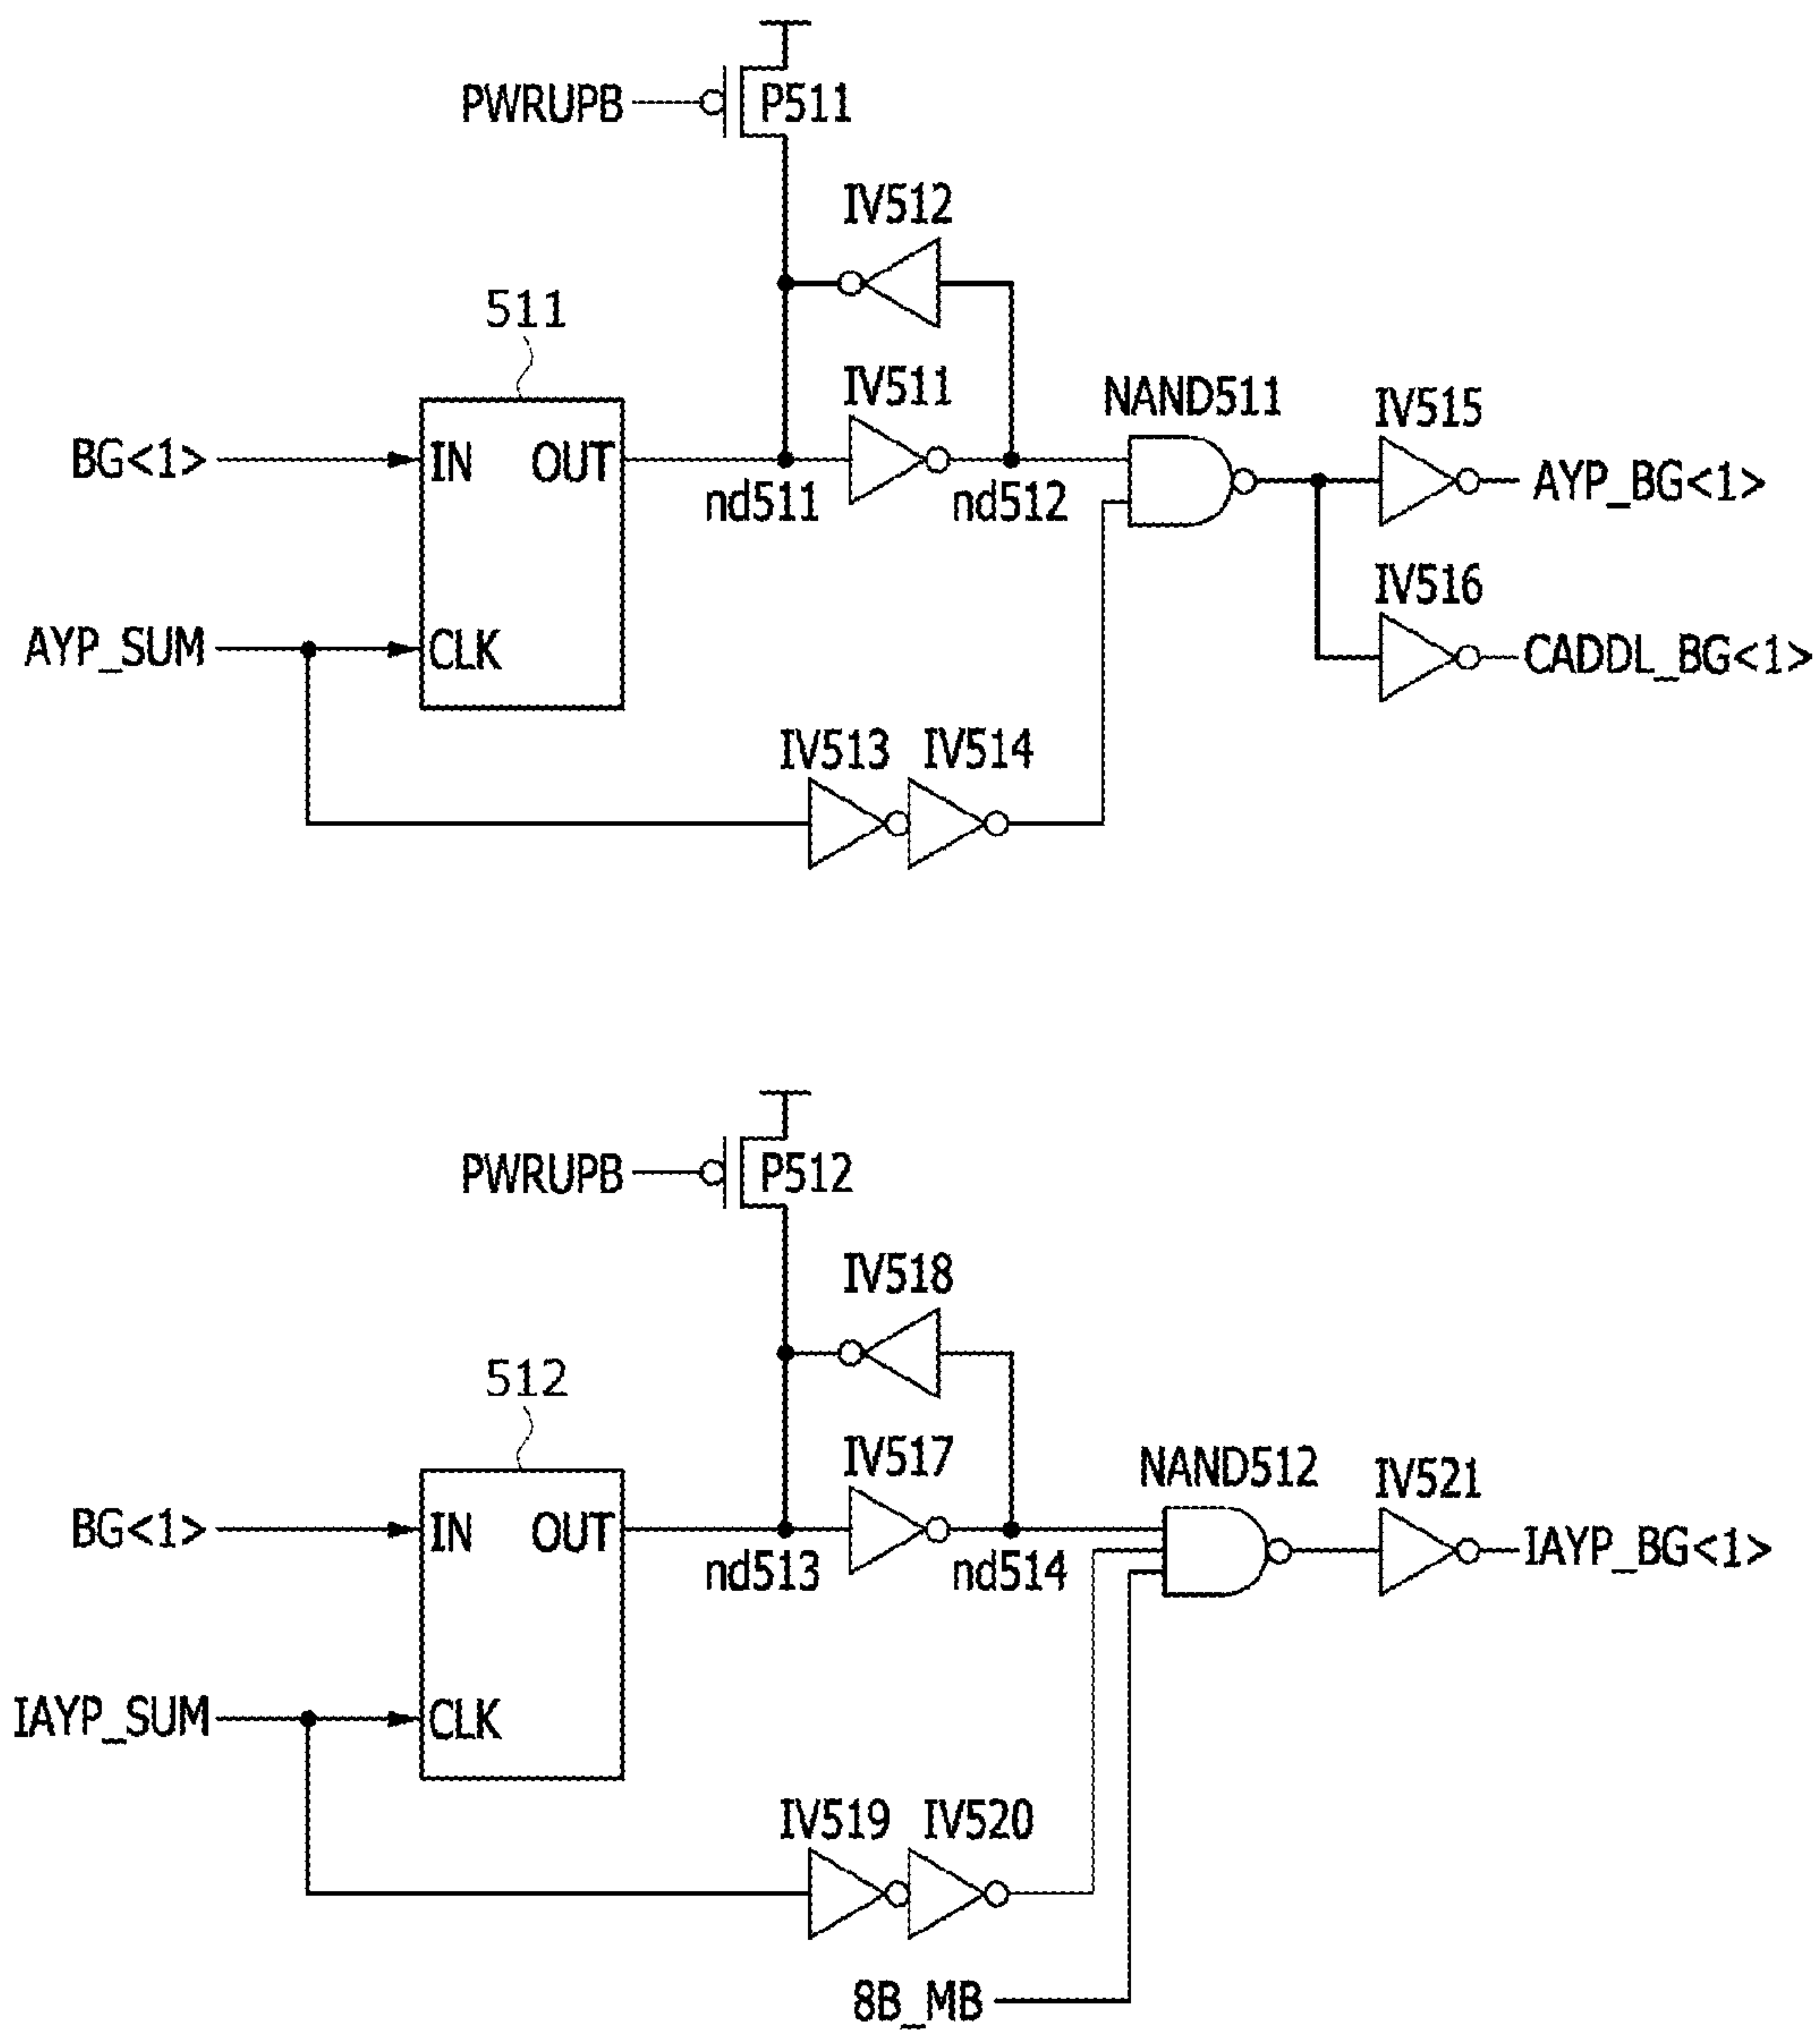 PWRUPB
P511
IV512
511
IV511
NAND511
IV515
BG<1>
IN
OUT
nd511
nd512
AYP_BG<1>
IV516
AYP_SUM
CLK
CADDL_BG<1>
IV513
IV514
PWRUPB
P512
IV518
512
IV517
NAND512
IV521
BG<1>
IN
OUT
nd513
nd514
IAYP_BG<1>
IAYP_SUM
CLK
IV519
IV520
8B_MB